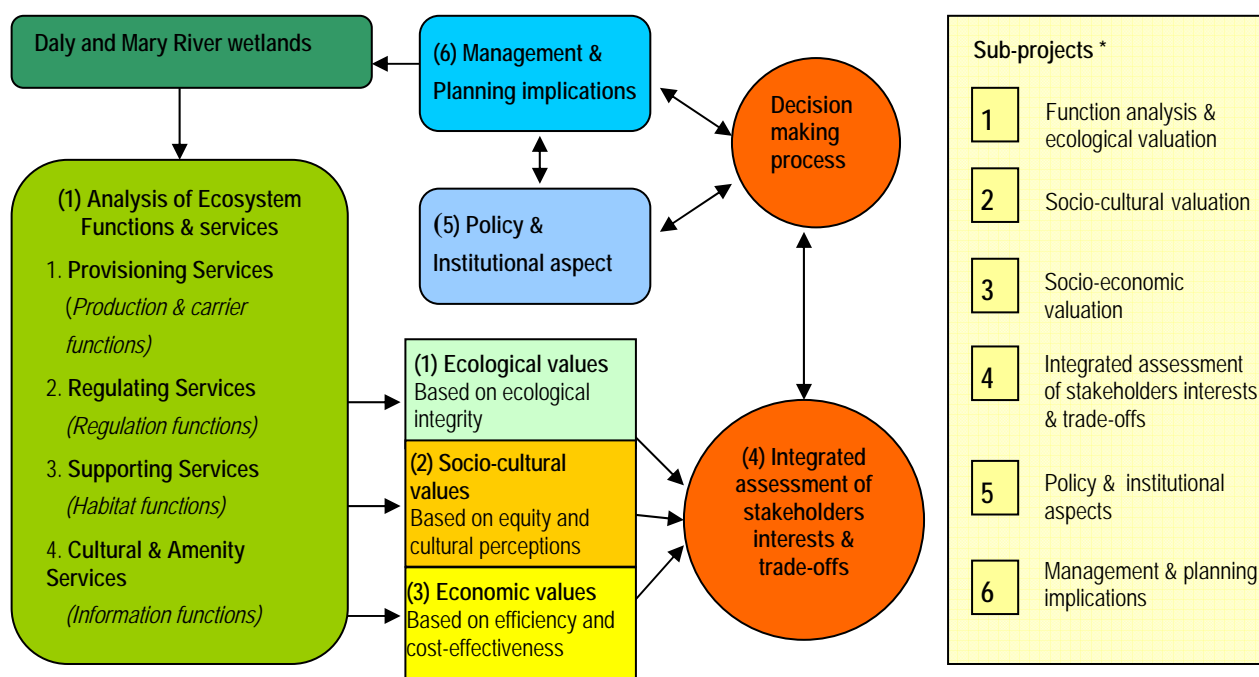 Daly and Mary River wetlands
(6) Management &
Planning implications
Decision
making
process
(5) Policy &
Institutional aspect
(1) Analysis of Ecosystem
Functions & services
1. Provisioning Services
(Production & carrier
functions)
2. Regulating Services
(Regulation functions)
3. Supporting Services
(Habitat functions)
4. Cultural & Amenity
Services
(Information functions)
(1) Ecological values
Based on ecological
integrity
(2) Socio-cultural
values
Based on equity and
cultural perceptions
(3) Economic values
Based on efficiency and
cost-effectiveness
(4) Integrated
assessment of
stakeholders
interests &
trade-offs
Sub-projects *
1
Function analysis &
ecological valuation
2
Socio-cultural valuation
3
Socio-economic
valuation
4
Integrated assessment
of stakeholders interests
& trade-offs
5
Policy & institutional
aspects
6
Management & planning
implications